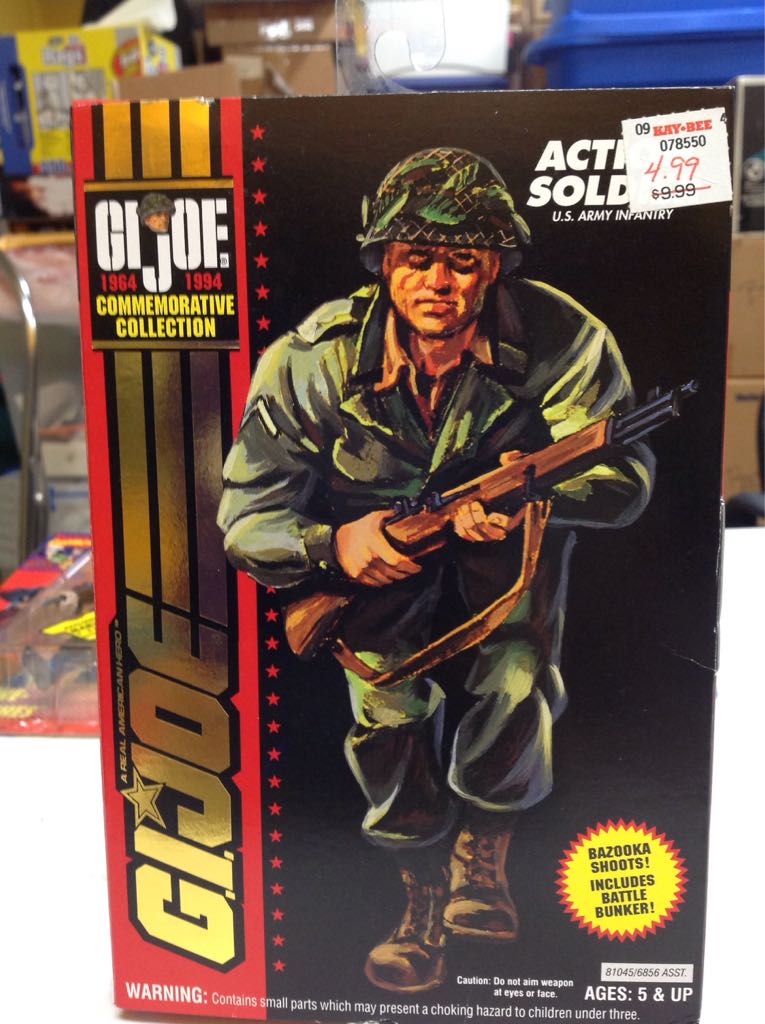 09 KAY•BEE
078550
4.99
$9.99
U.S. ARMY INFANTRY
GI JOE®
1964 1994
COMMEMORATIVE
COLLECTION
A REAL AMERICAN HERO
G.I. JOE
BAZOOKA
SHOOTS!
INCLUDES
BATTLE
BUNKER!
81045/6856 ASST.
Caution: Do not aim weapon
at eyes or face.
AGES: 5 & UP
WARNING: Contains small parts which may present a choking hazard to children under three.